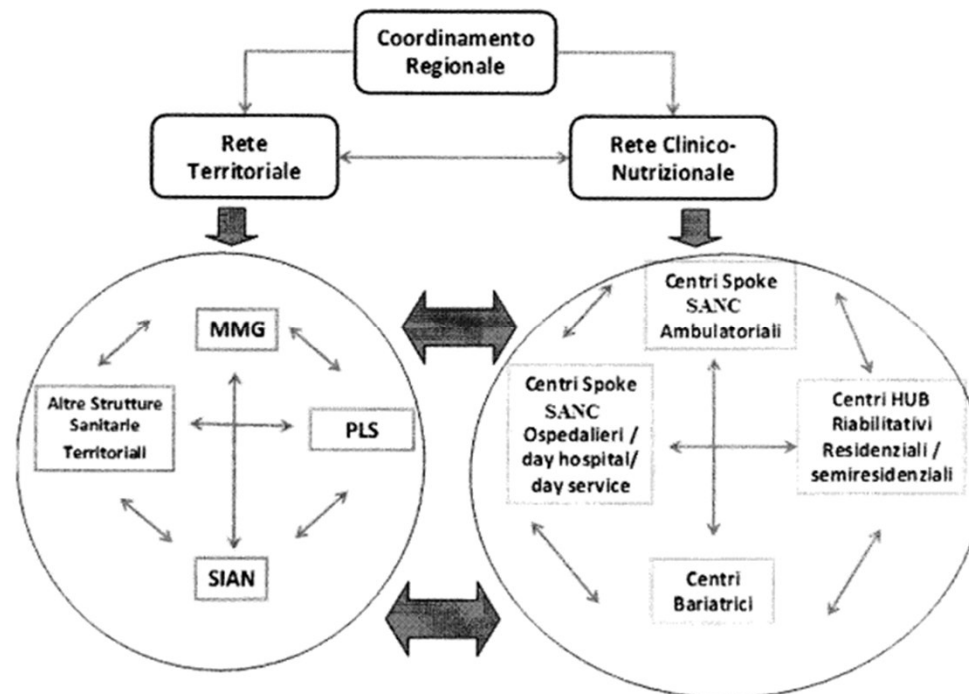 Coordinamento
Regionale
Rete
Territoriale
Rete Clinico-
Nutrizionale
MMG
Altre Strutture
Sanitarie
Territoriali
PLS
SIAN
Centri Spoke
SANC
Ambulatoriali
Centri Spoke
SANC
Ospedalieri /
day hospital/
day service
Centri HUB
Riabilitativi
Residenziali /
semiresidenziali
Centri
Bariatrici